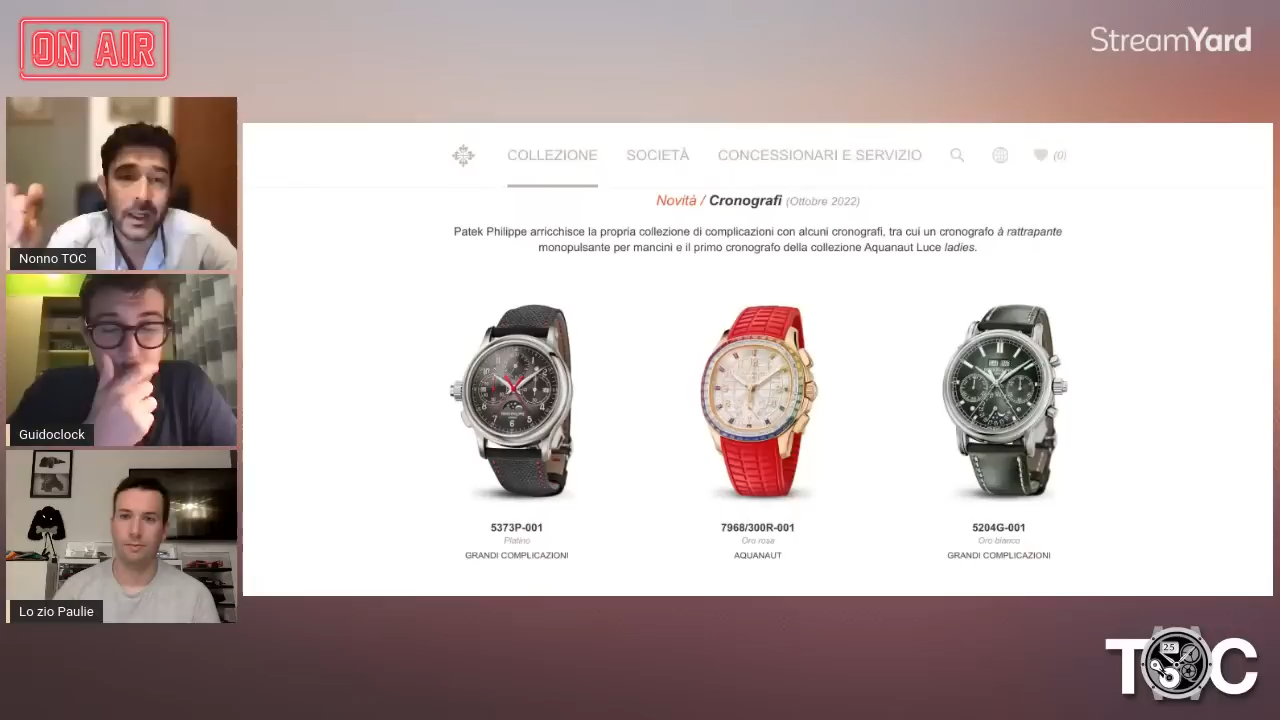 ON AIR
StreamYard
Nonno TOC
Guidoclock
Lo zio Paulie
COLLEZIONE SOCIETÀ CONCESSIONARI E SERVIZIO (0)
Novità / Cronografi (Ottobre 2022)
Patek Philippe arricchisce la propria collezione di complicazioni con alcuni cronografi, tra cui un cronografo à rattrapante
monopulsante per mancini e il primo cronografo della collezione Aquanaut Luce ladies.
5373P-001 7968/300R-001 5204G-001
Platino Oro rosa Oro bianco
GRANDI COMPLICAZIONI AQUANAUT GRANDI COMPLICAZIONI
TOC